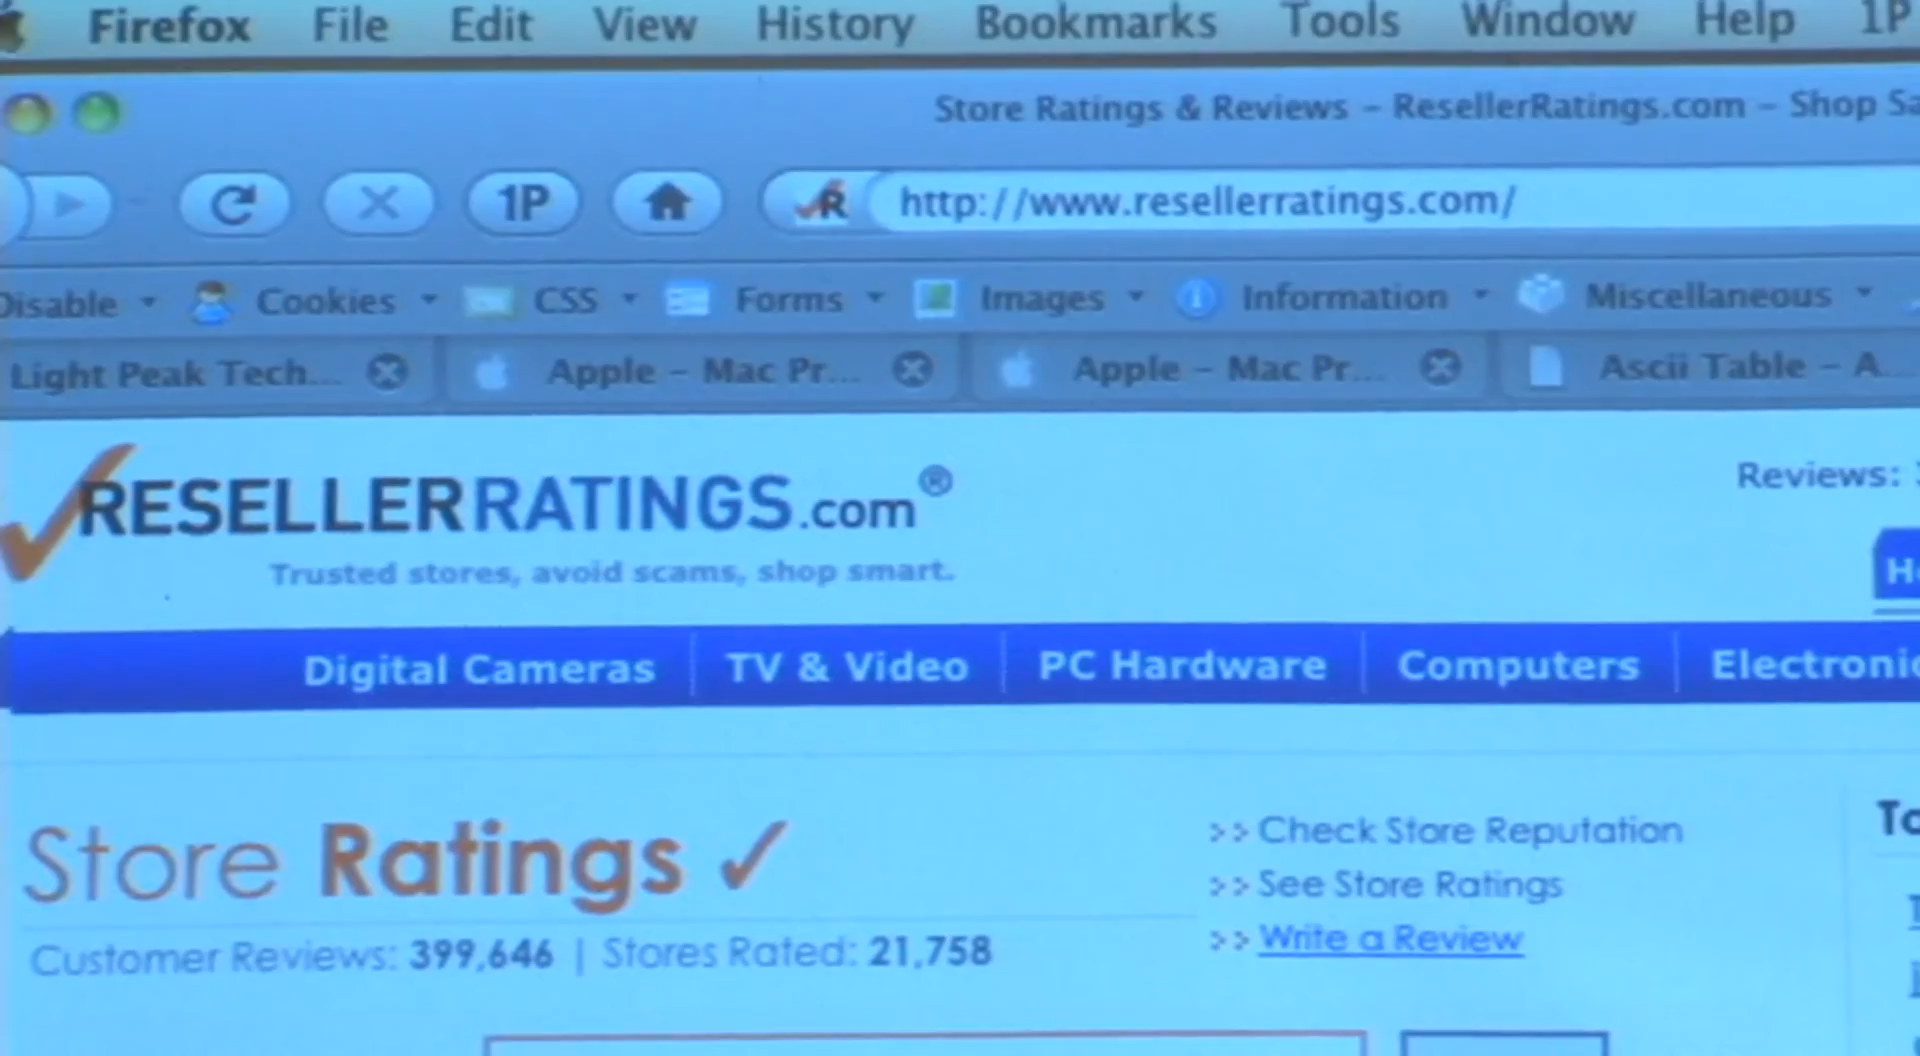 Firefox File Edit View History Bookmarks Tools Window Help 1P
Store Ratings & Reviews – ResellerRatings.com – Shop
1P http://www.resellerratings.com/
Disable Cookies CSS Forms Images Information Miscellaneous
Light Peak Tech... Apple – Mac Pr... Apple – Mac Pr... Ascii Table – A...
RESELLERRATINGS.com®
Reviews:
Trusted stores, avoid scams, shop smart.
Digital Cameras TV & Video PC Hardware Computers
Store Ratings
Customer Reviews: 399,646 | Stores Rated: 21,758
>> Check Store Reputation
>> See Store Ratings
>> Write a Review